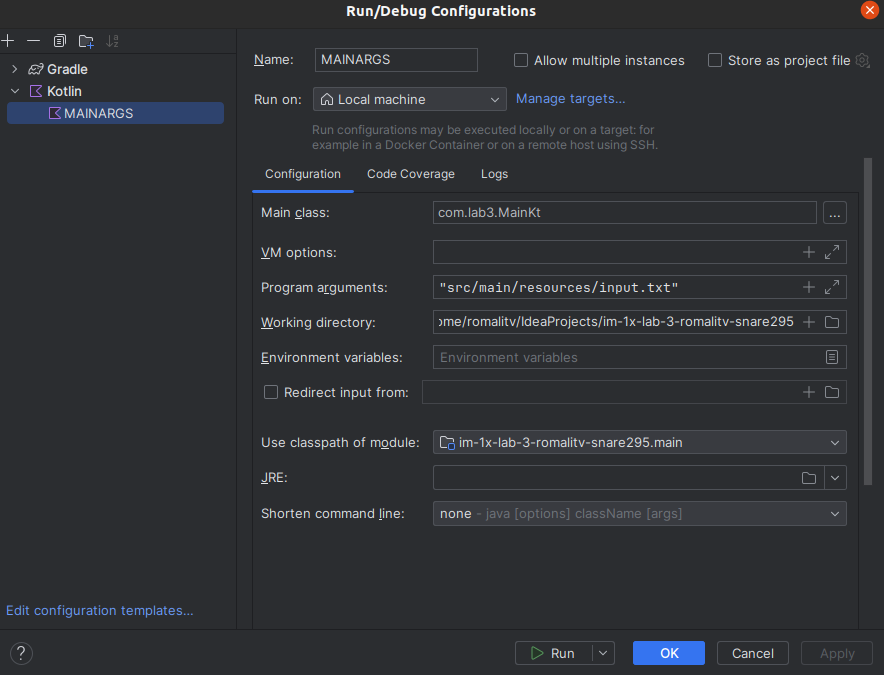 Run/Debug Configurations
Gradle
Kotlin
MAINARGS
Edit configuration templates...
Name: MAINARGS Allow multiple instances Store as project file
Run on: Local machine Manage targets...
Run configurations may be executed locally or on a target: for
example in a Docker Container or on a remote host using SSH.
Configuration Code Coverage Logs
Main class: com.lab3.MainKt ...
VM options:
Program arguments: "src/main/resources/input.txt"
Working directory: ome/romalitv/IdeaProjects/im-1x-lab-3-romalitv-snare295
Environment variables: Environment variables
Redirect input from:
Use classpath of module: im-1x-lab-3-romalitv-snare295.main
JRE:
Shorten command line: none - java [options] className [args]
? Run OK Cancel Apply